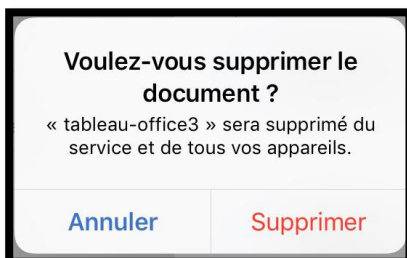 Voulez-vous supprimer le
document ?
« tableau-office3 » sera supprimé du
service et de tous vos appareils.
Annuler
Supprimer